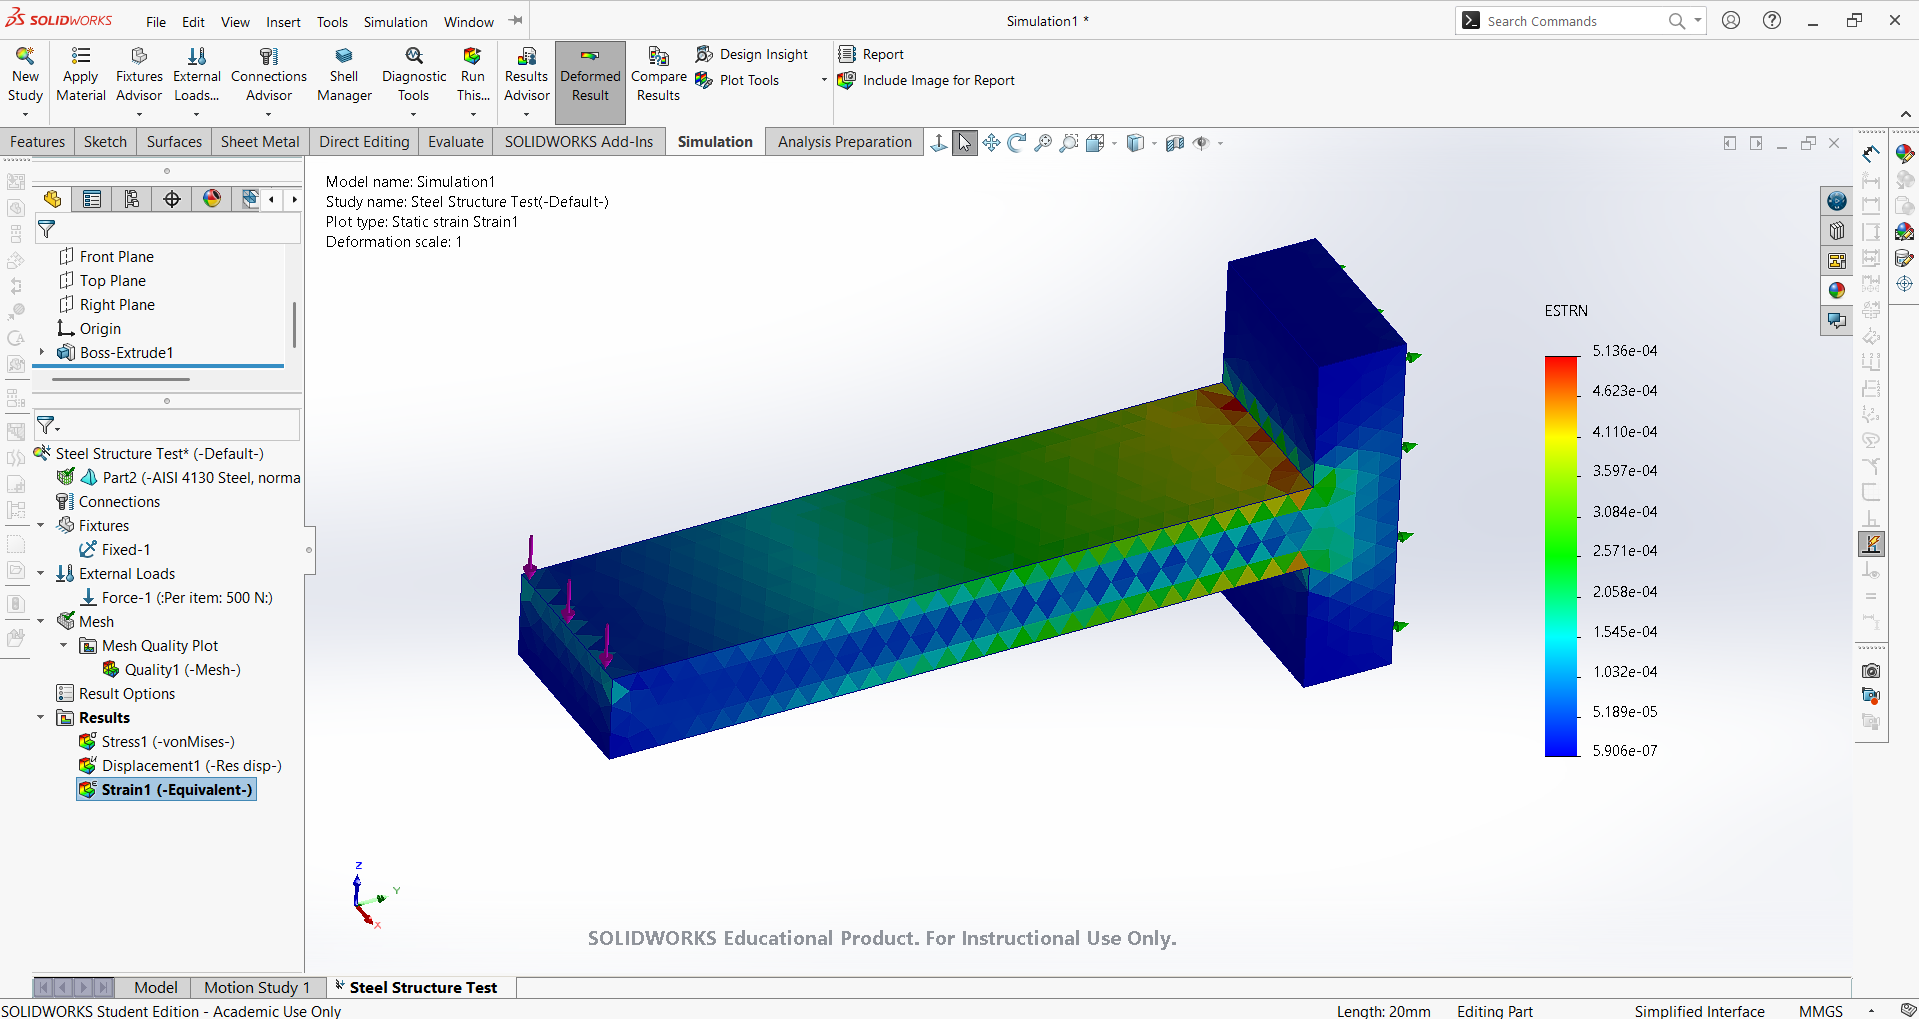 SOLIDWORKS
File Edit View Insert Tools Simulation Window
Simulation1 *
Search Commands
New Study
Apply Material
Fixtures Advisor
External Loads...
Connections Advisor
Shell Manager
Diagnostic Tools
Run This...
Results Advisor
Deformed Result
Compare Results
Design Insight
Plot Tools
Report
Include Image for Report
Features Sketch Surfaces Sheet Metal Direct Editing Evaluate SOLIDWORKS Add-Ins Simulation Analysis Preparation
Model name: Simulation1
Study name: Steel Structure Test(-Default-)
Plot type: Static strain Strain1
Deformation scale: 1
Front Plane
Top Plane
Right Plane
Origin
Boss-Extrude1
Steel Structure Test* (-Default-)
Part2 (-AISI 4130 Steel, norma
Connections
Fixtures
Fixed-1
External Loads
Force-1 (:Per item: 500 N:)
Mesh
Mesh Quality Plot
Quality1 (-Mesh-)
Result Options
Results
Stress1 (-vonMises-)
Displacement1 (-Res disp-)
Strain1 (-Equivalent-)
ESTRN
5.136e-04
4.623e-04
4.110e-04
3.597e-04
3.084e-04
2.571e-04
2.058e-04
1.545e-04
1.032e-04
5.189e-05
5.906e-07
Z
Y
X
SOLIDWORKS Educational Product. For Instructional Use Only.
Model Motion Study 1 Steel Structure Test
SOLIDWORKS Student Edition - Academic Use Only
Length: 20mm Editing Part Simplified Interface MMGS